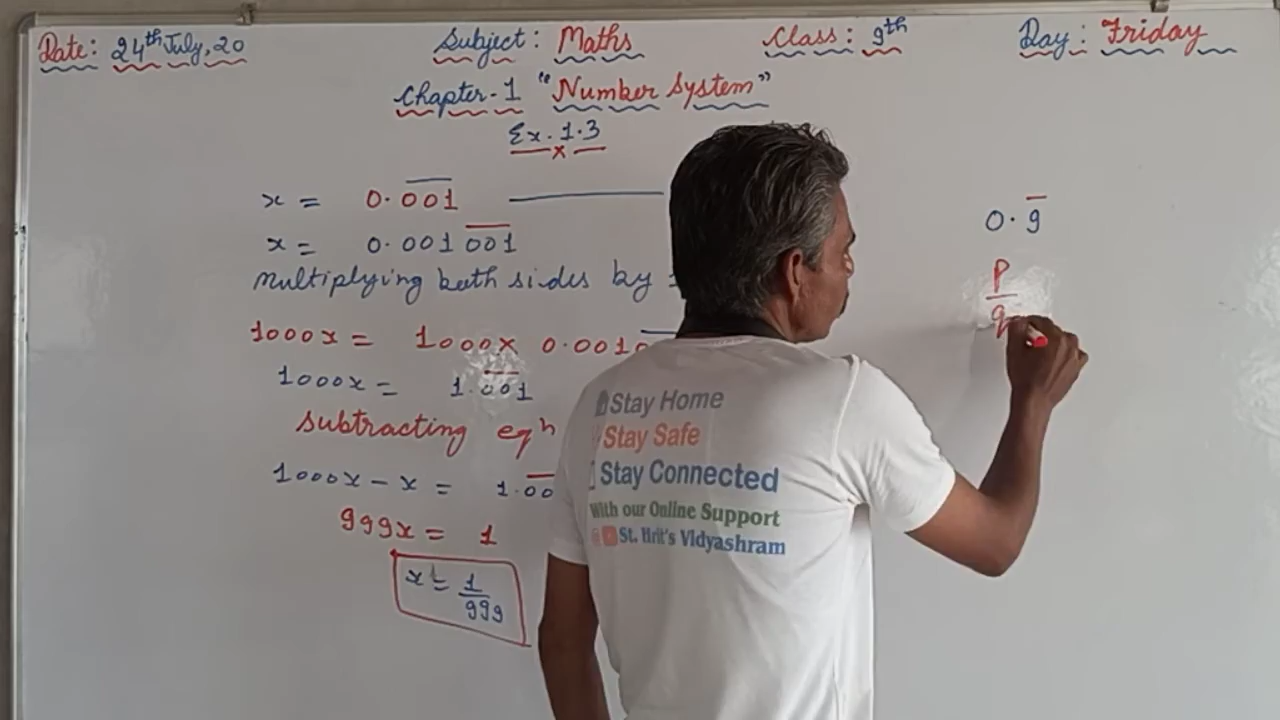 Date: 24th July, 20 Subject: Maths Class: 9th Day: Friday
Chapter-1 "Number System"
Ex. 1.3
x = 0.001
x = 0.001001
Multiplying both sides by
1000x = 1000 × 0.001
1000x = 1.001
Subtracting eqn
1000x - x = 1.00
999x = 1
x = 1/999
0.9
p/q
Stay Home
Stay Safe
Stay Connected
With our Online Support
St. Hrit's Vidyashram